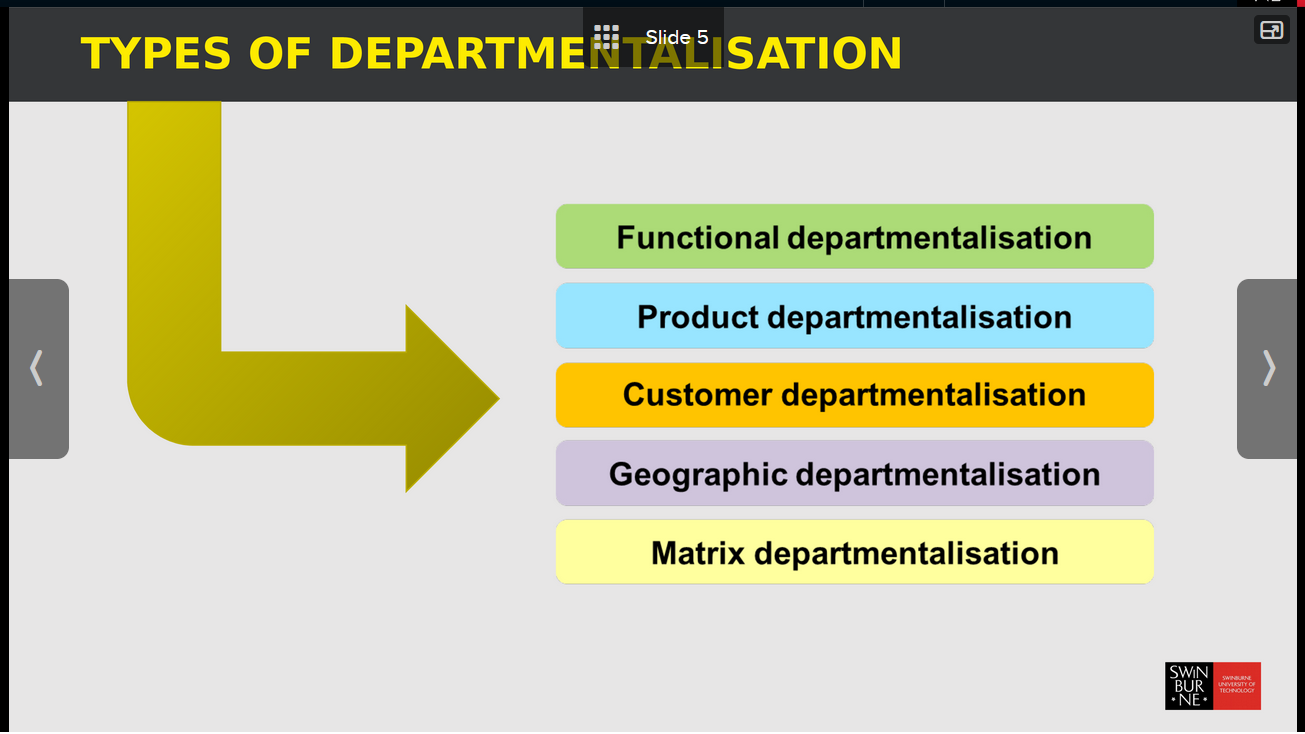 Slide 5
TYPES OF DEPARTMENTALISATION
Functional departmentalisation
Product departmentalisation
Customer departmentalisation
Geographic departmentalisation
Matrix departmentalisation
SWiN
BUR
NE
SWINBURNE
UNIVERSITY OF
TECHNOLOGY